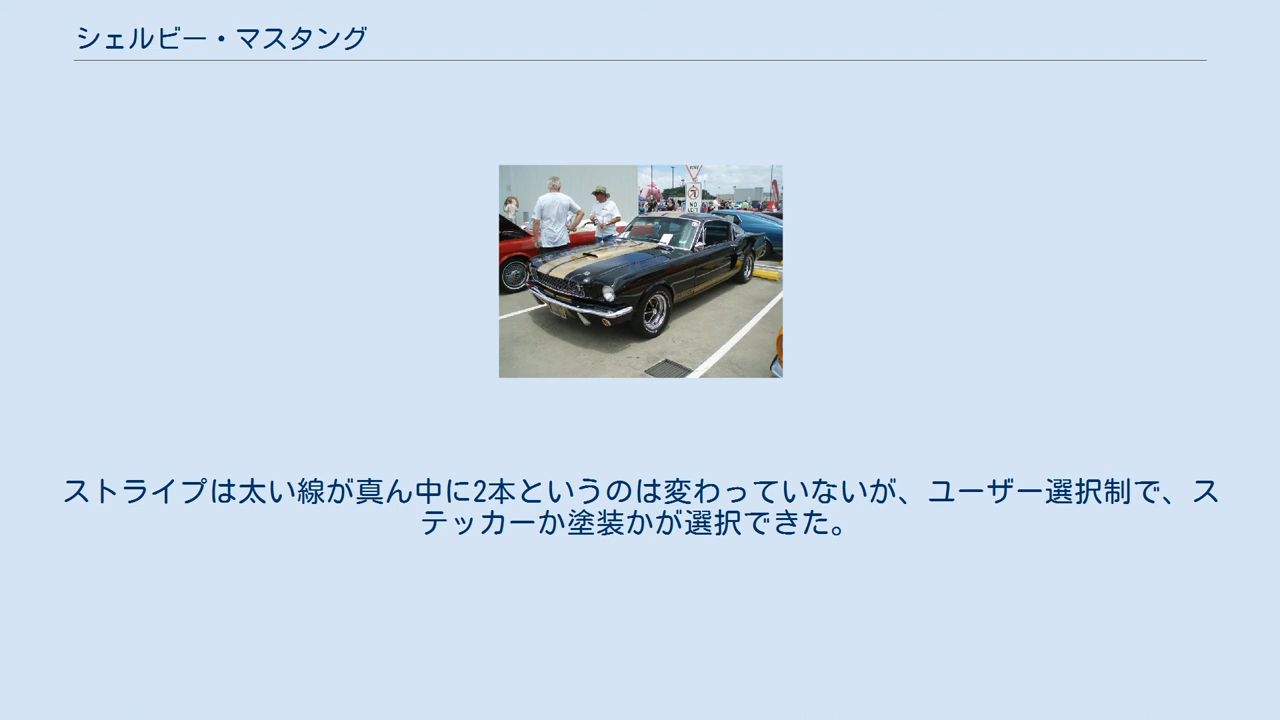 シェルビー・マスタング
NO
ストライプは太い線が真ん中に2本というのは変わっていないが、ユーザー選択制で、ス
テッカーか塗装かが選択できた。